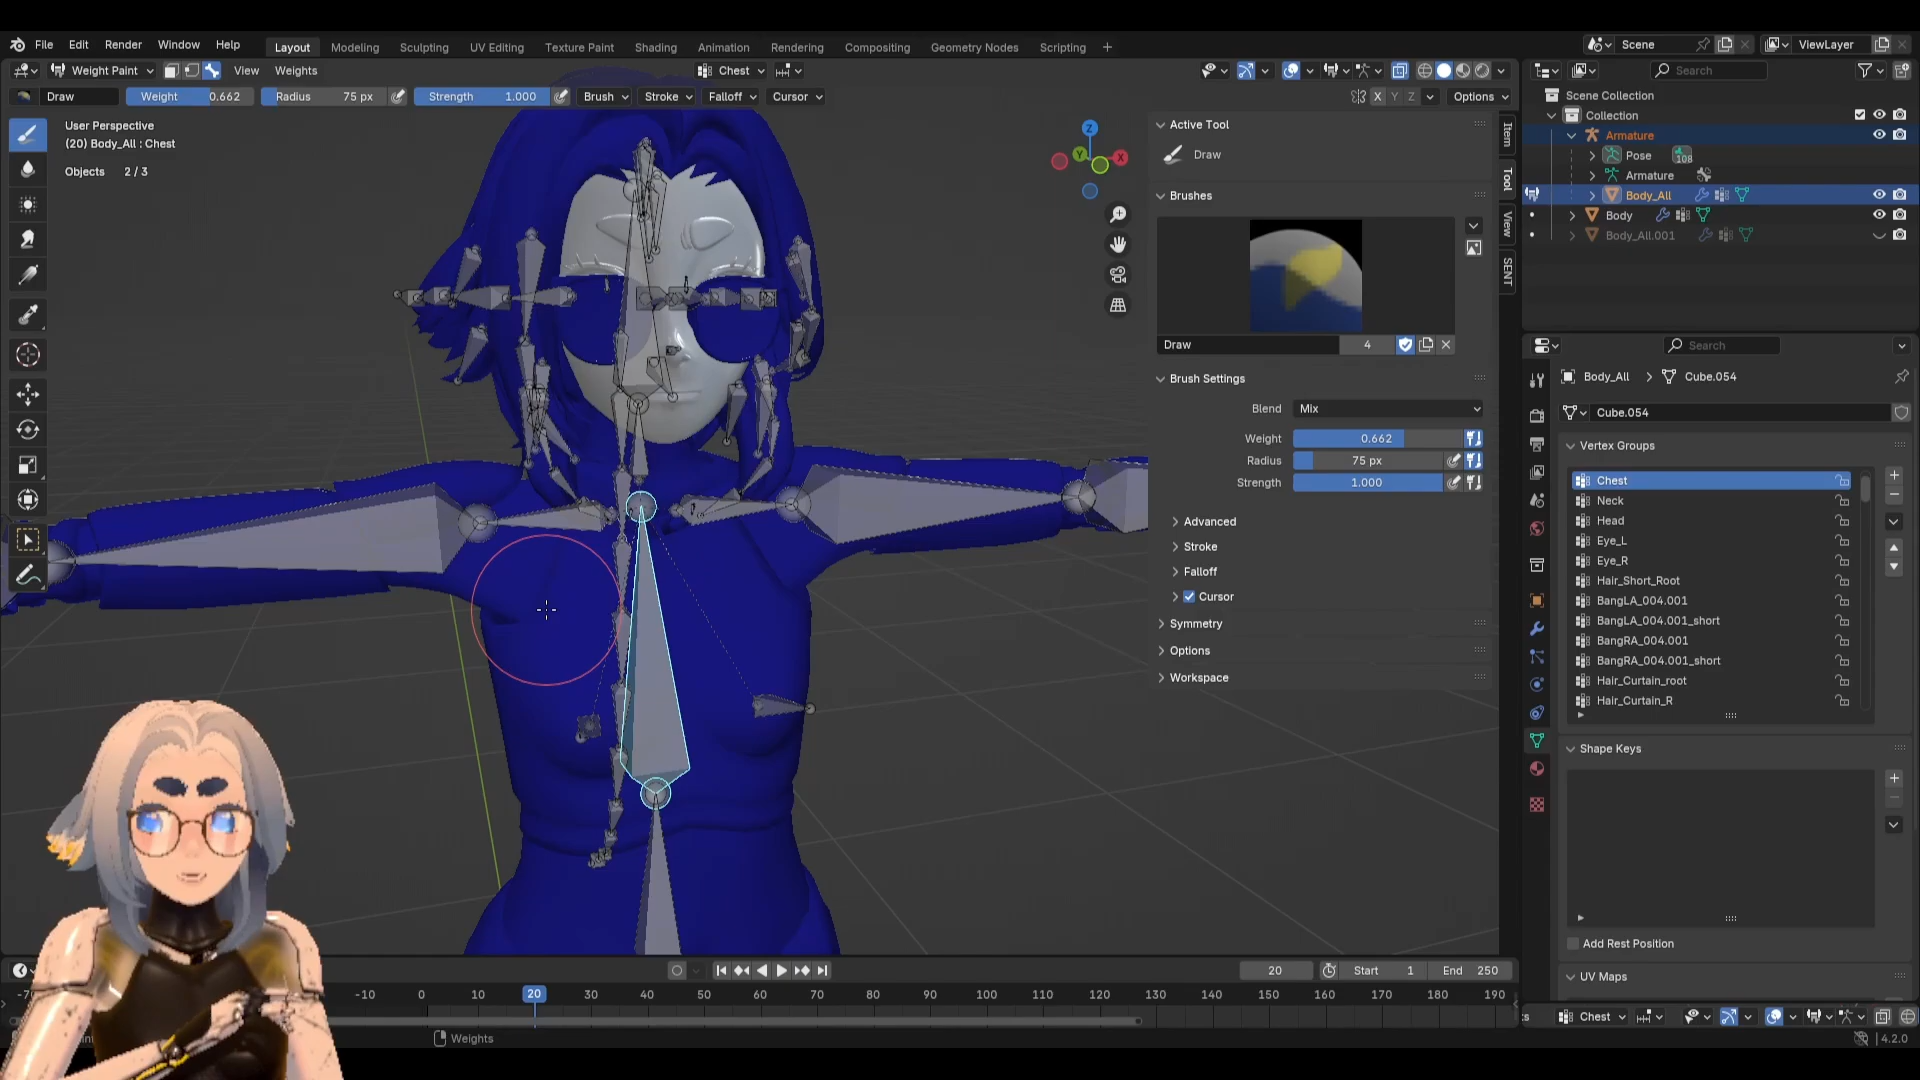 File Edit Render Window Help Layout Modeling Sculpting UV Editing Texture Paint Shading Animation Rendering Compositing Geometry Nodes Scripting + Scene ViewLayer
Weight Paint View Weights Chest Search
Draw Weight 0.662 Radius 75 px Strength 1.000 Brush Stroke Falloff Cursor X Y Z Options
User Perspective
(20) Body_All : Chest
Objects 2 / 3
Z
Y
X
Item
Tool
View
SENT
Active Tool
Draw
Brushes
Draw 4
Brush Settings
Blend Mix
Weight 0.662
Radius 75 px
Strength 1.000
Advanced
Stroke
Falloff
Cursor
Symmetry
Options
Workspace
Scene Collection
Collection
Armature
Pose 108
Armature
Body_All
Body
Body_All.001
Search
Body_All Cube.054
Cube.054
Vertex Groups
Chest
Neck
Head
Eye_L
Eye_R
Hair_Short_Root
BangLA_004.001
BangLA_004.001_short
BangRA_004.001
BangRA_004.001_short
Hair_Curtain_root
Hair_Curtain_R
Shape Keys
Add Rest Position
UV Maps
20 Start 1 End 250
-10 0 10 20 30 40 50 60 70 80 90 100 110 120 130 140 150 160 170 180 190
Chest
Weights
4.2.0